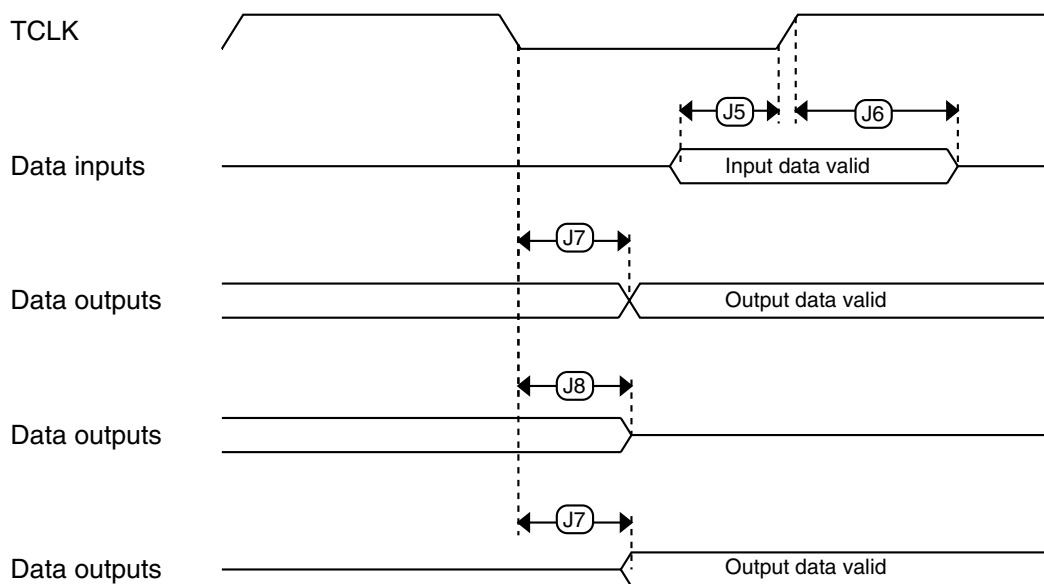 TCLK
J5
J6
Data inputs
Input data valid
J7
Data outputs
Output data valid
J8
Data outputs
J7
Data outputs
Output data valid